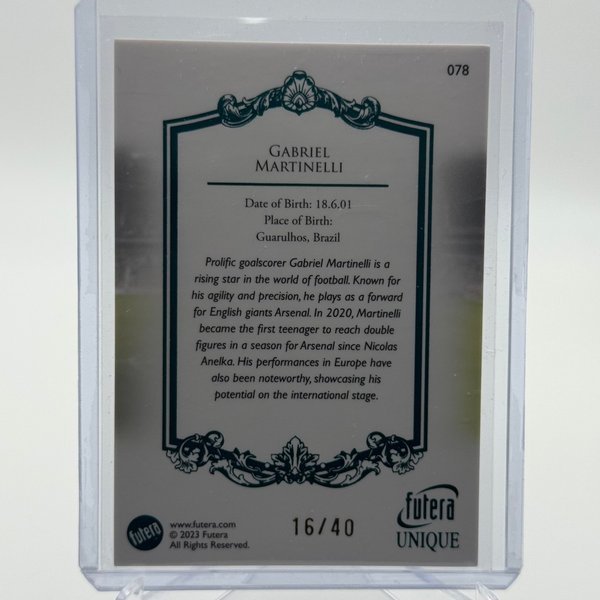 078
GABRIEL
MARTINELLI
Date of Birth: 18.6.01
Place of Birth:
Guarulhos, Brazil
Prolific goalscorer Gabriel Martinelli is a
rising star in the world of football. Known for
his agility and precision, he plays as a forward
for English giants Arsenal. In 2020, Martinelli
became the first teenager to reach double
figures in a season for Arsenal since Nicolas
Anelka. His performances in Europe have
also been noteworthy, showcasing his
potential on the international stage.
futera
www.futera.com
© 2023 Futera
All Rights Reserved.
16/40
futera
UNIQUE